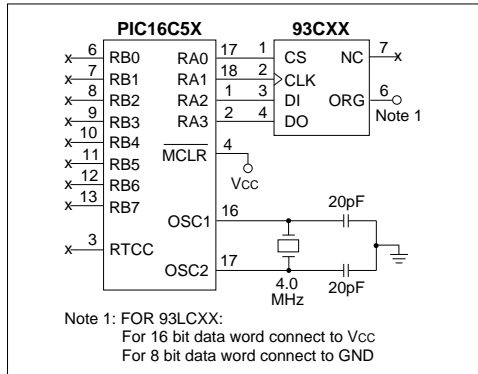 PIC16C5X 93CXX
x 6 RB0 RA0 17 1 CS NC 7 x
x 7 RB1 RA1 18 2 CLK
x 8 RB2 RA2 1 3 DI ORG 6
x 9 RB3 RA3 2 4 DO Note 1
x 10 RB4
x 11 RB5 MCLR 4
x 12 RB6 VCC
x 13 RB7
OSC1 16 20pF
x 3 RTCC
OSC2 17 4.0 MHz 20pF
Note 1: FOR 93LCXX:
For 16 bit data word connect to VCC
For 8 bit data word connect to GND